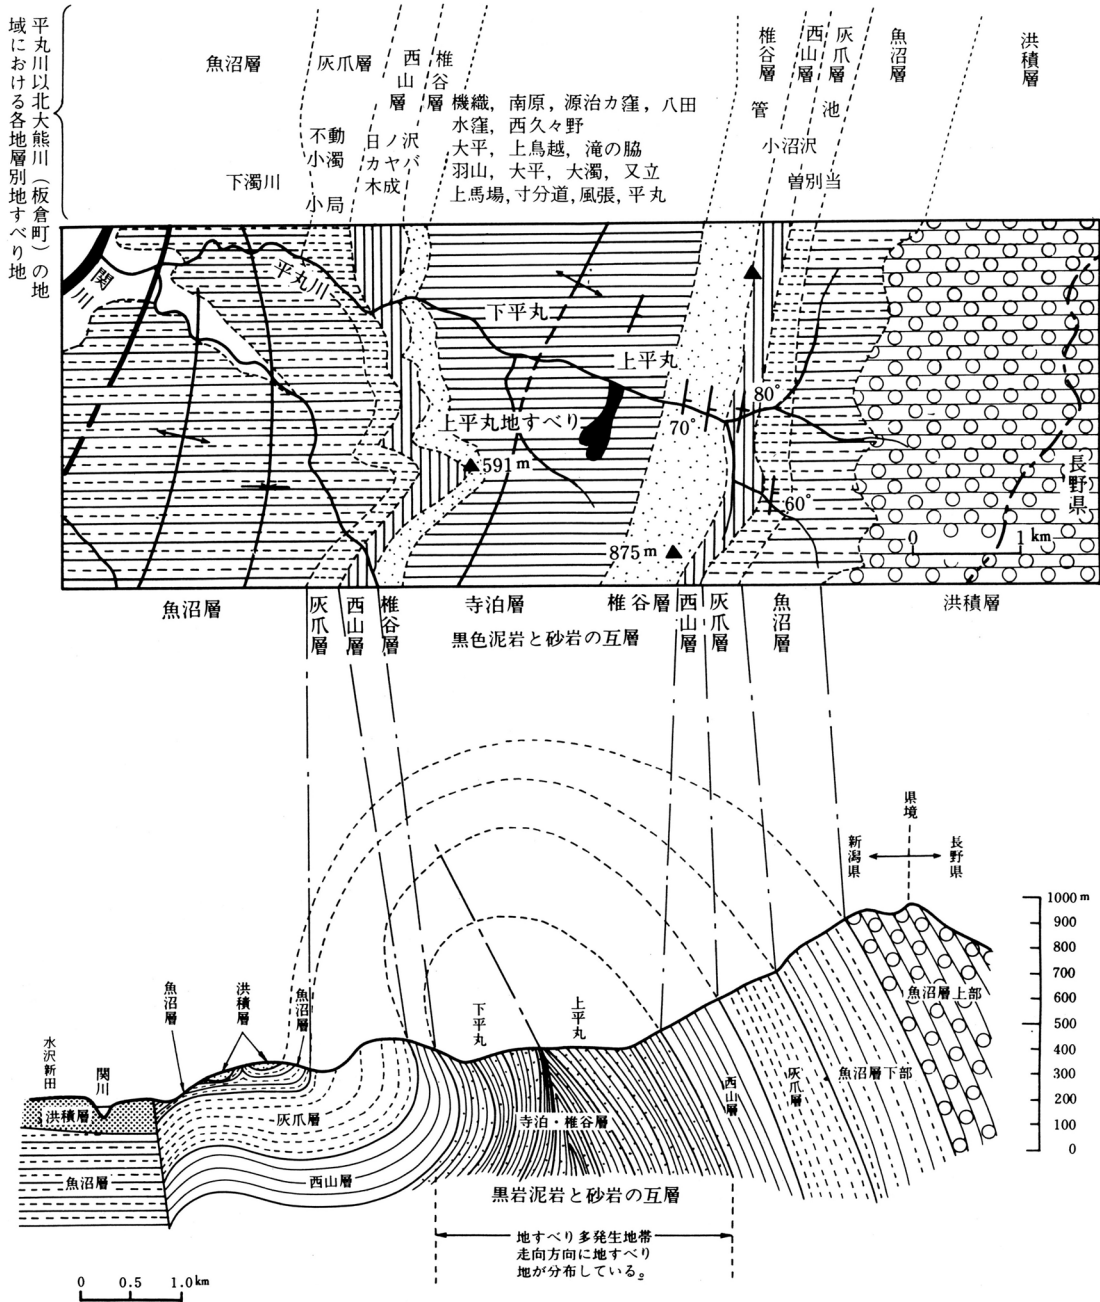 平丸川以北大熊川（板倉町）の地
域における各地層別地すべり地
魚沼層
灰爪層
西山層
椎谷層
椎谷層
西山層
灰爪層
魚沼層
洪積層
機織，南原，源治カ窪，八田
水窪，西久々野
大平，上鳥越，滝の脇
羽山，大平，大濁，又立
上馬場，寸分道，風張，平丸
不動
小濁
小局
日ノ沢
カヤバ
木成
下濁川
管
池
小沼沢
曽別当
関川
平丸川
下平丸
上平丸
上平丸地すべり
70°
80°
60°
591m
875m
長野県
0 1km
魚沼層
灰爪層
西山層
椎谷層
寺泊層
椎谷層
西山層
灰爪層
魚沼層
洪積層
黒色泥岩と砂岩の互層
県境
新潟県
長野県
1000m
900
800
700
600
500
400
300
200
100
0
水沢新田
関川
魚沼層
洪積層
魚沼層
下平丸
上平丸
洪積層
魚沼層
灰爪層
西山層
寺泊・椎谷層
西山層
灰爪層
魚沼層下部
魚沼層上部
黒岩泥岩と砂岩の互層
地すべり多発生地帯
走向方向に地すべり
地が分布している。
0 0.5 1.0km